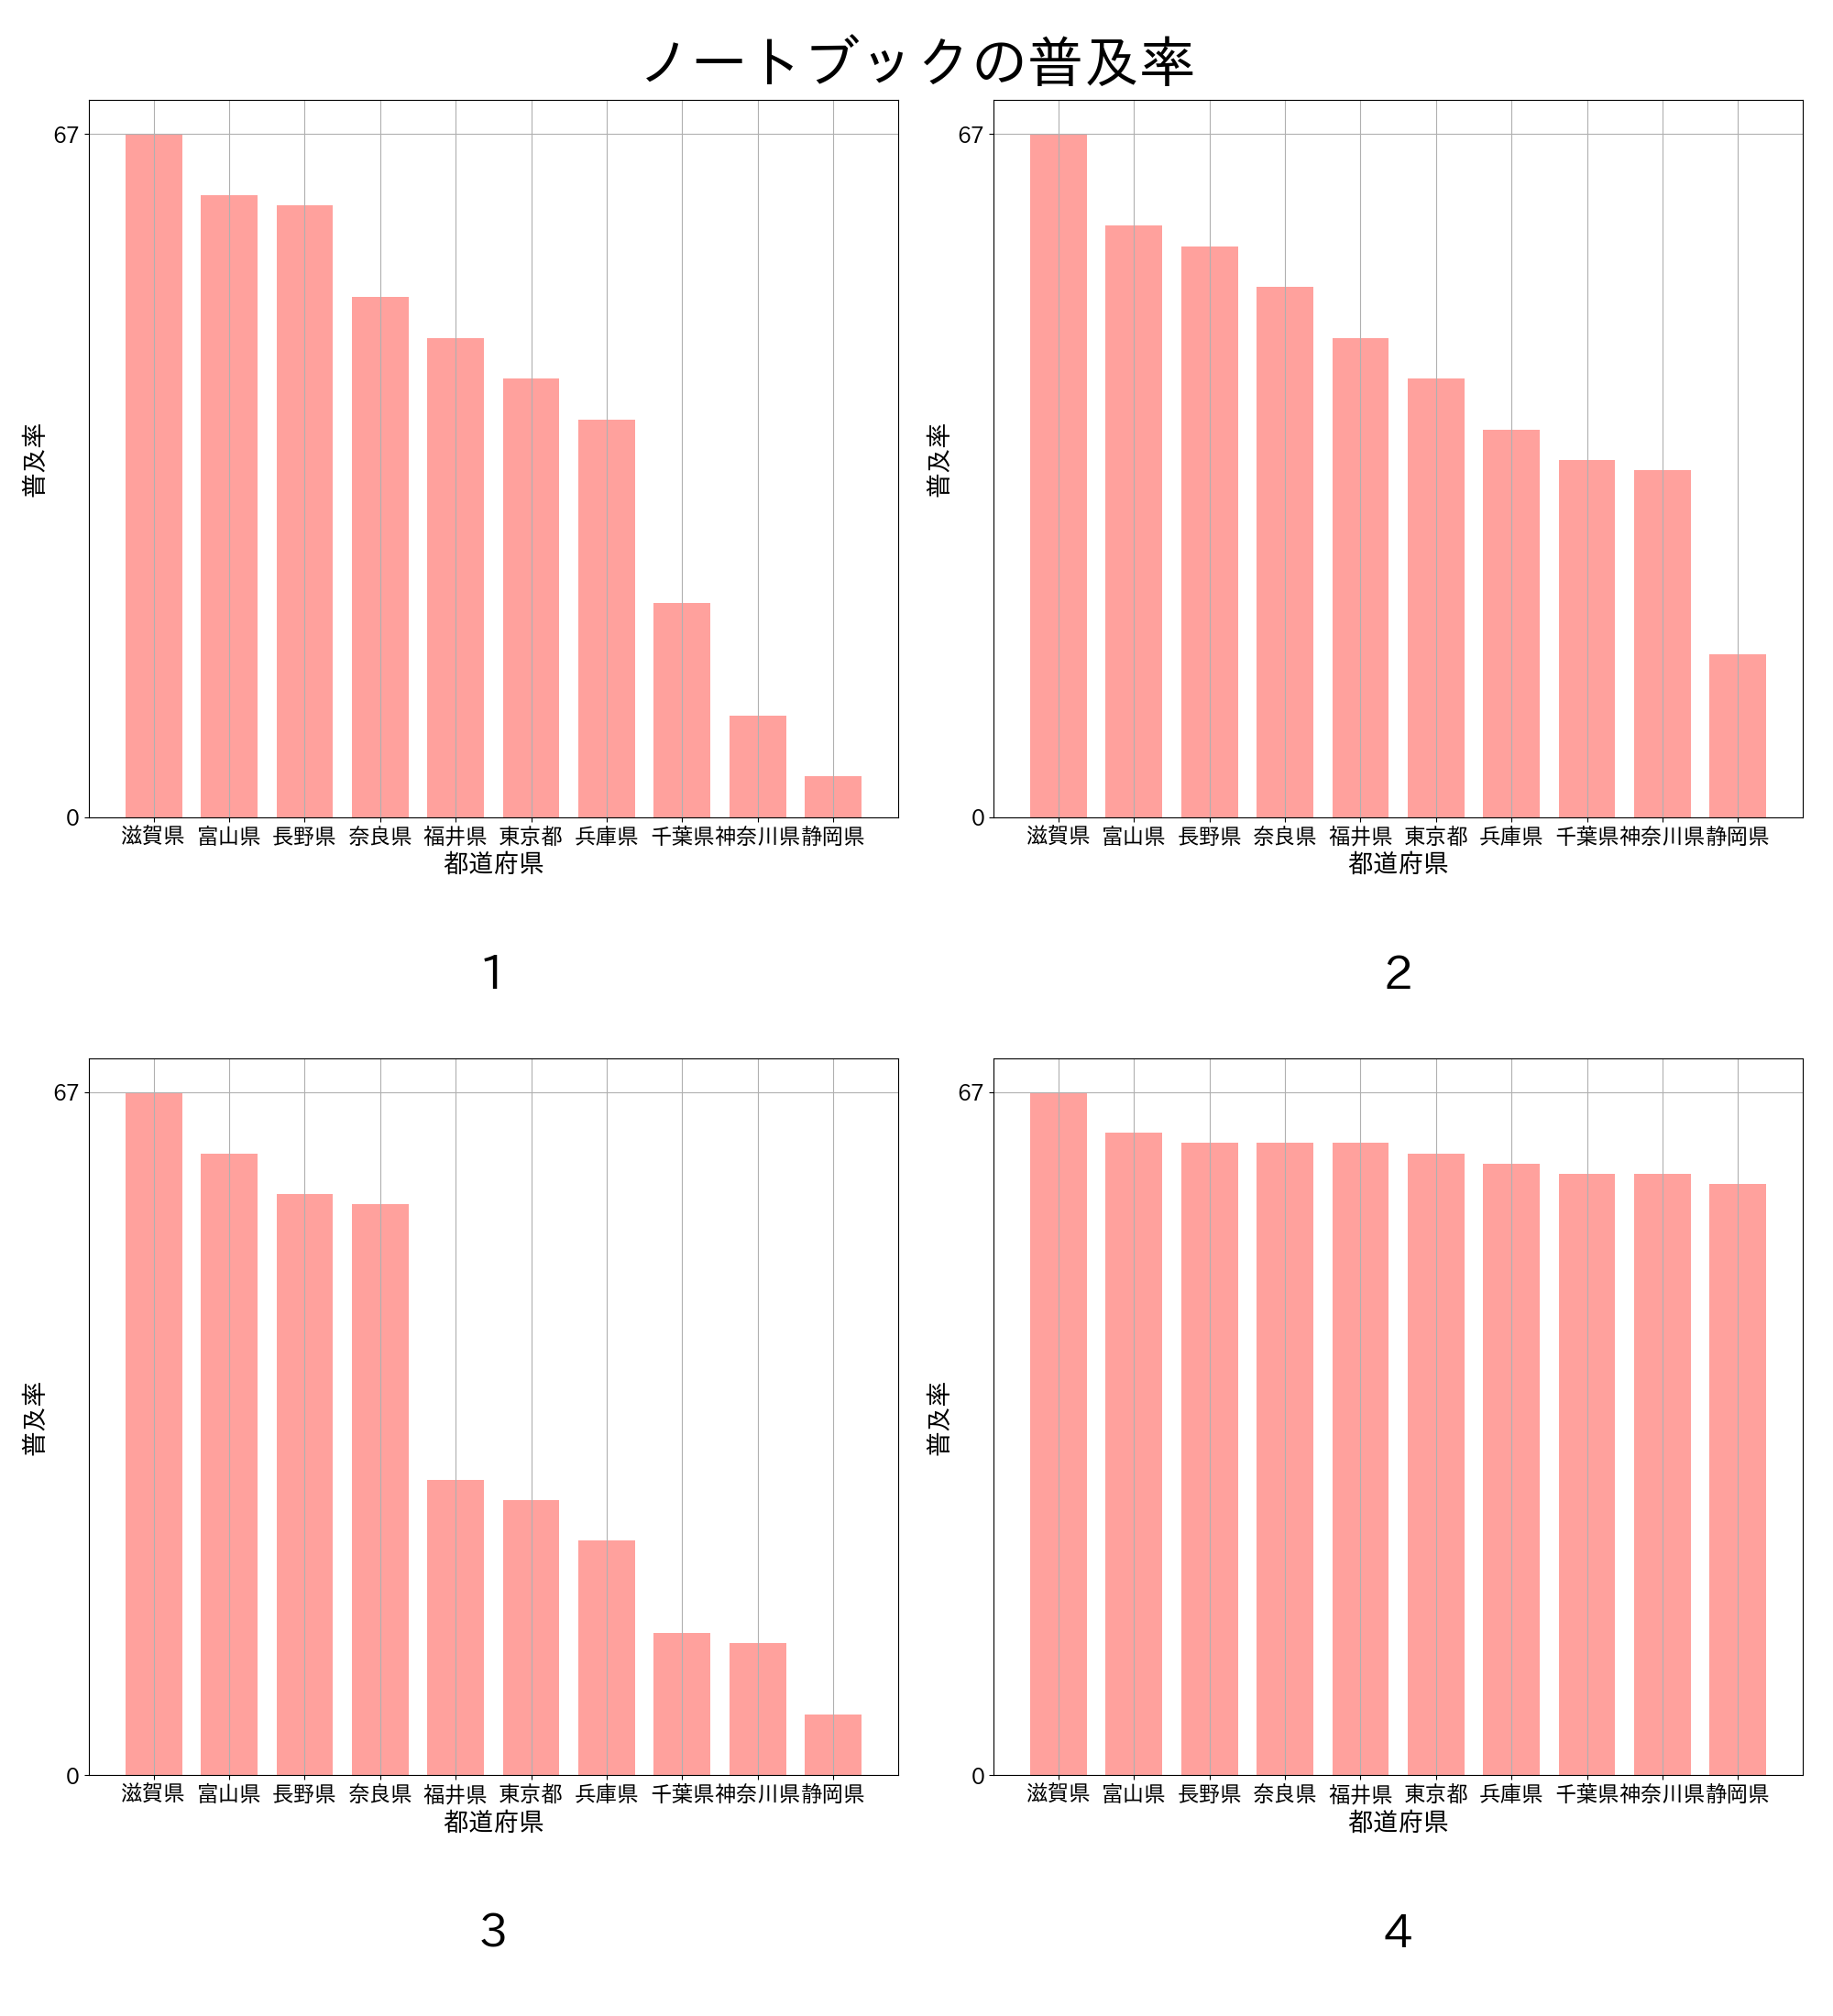 ノートブックの普及率
67
0
普及率
滋賀県 富山県 長野県 奈良県 福井県 東京都 兵庫県 千葉県 神奈川県 静岡県
都道府県
1
67
0
普及率
滋賀県 富山県 長野県 奈良県 福井県 東京都 兵庫県 千葉県 神奈川県 静岡県
都道府県
2
67
0
普及率
滋賀県 富山県 長野県 奈良県 福井県 東京都 兵庫県 千葉県 神奈川県 静岡県
都道府県
3
67
0
普及率
滋賀県 富山県 長野県 奈良県 福井県 東京都 兵庫県 千葉県 神奈川県 静岡県
都道府県
4